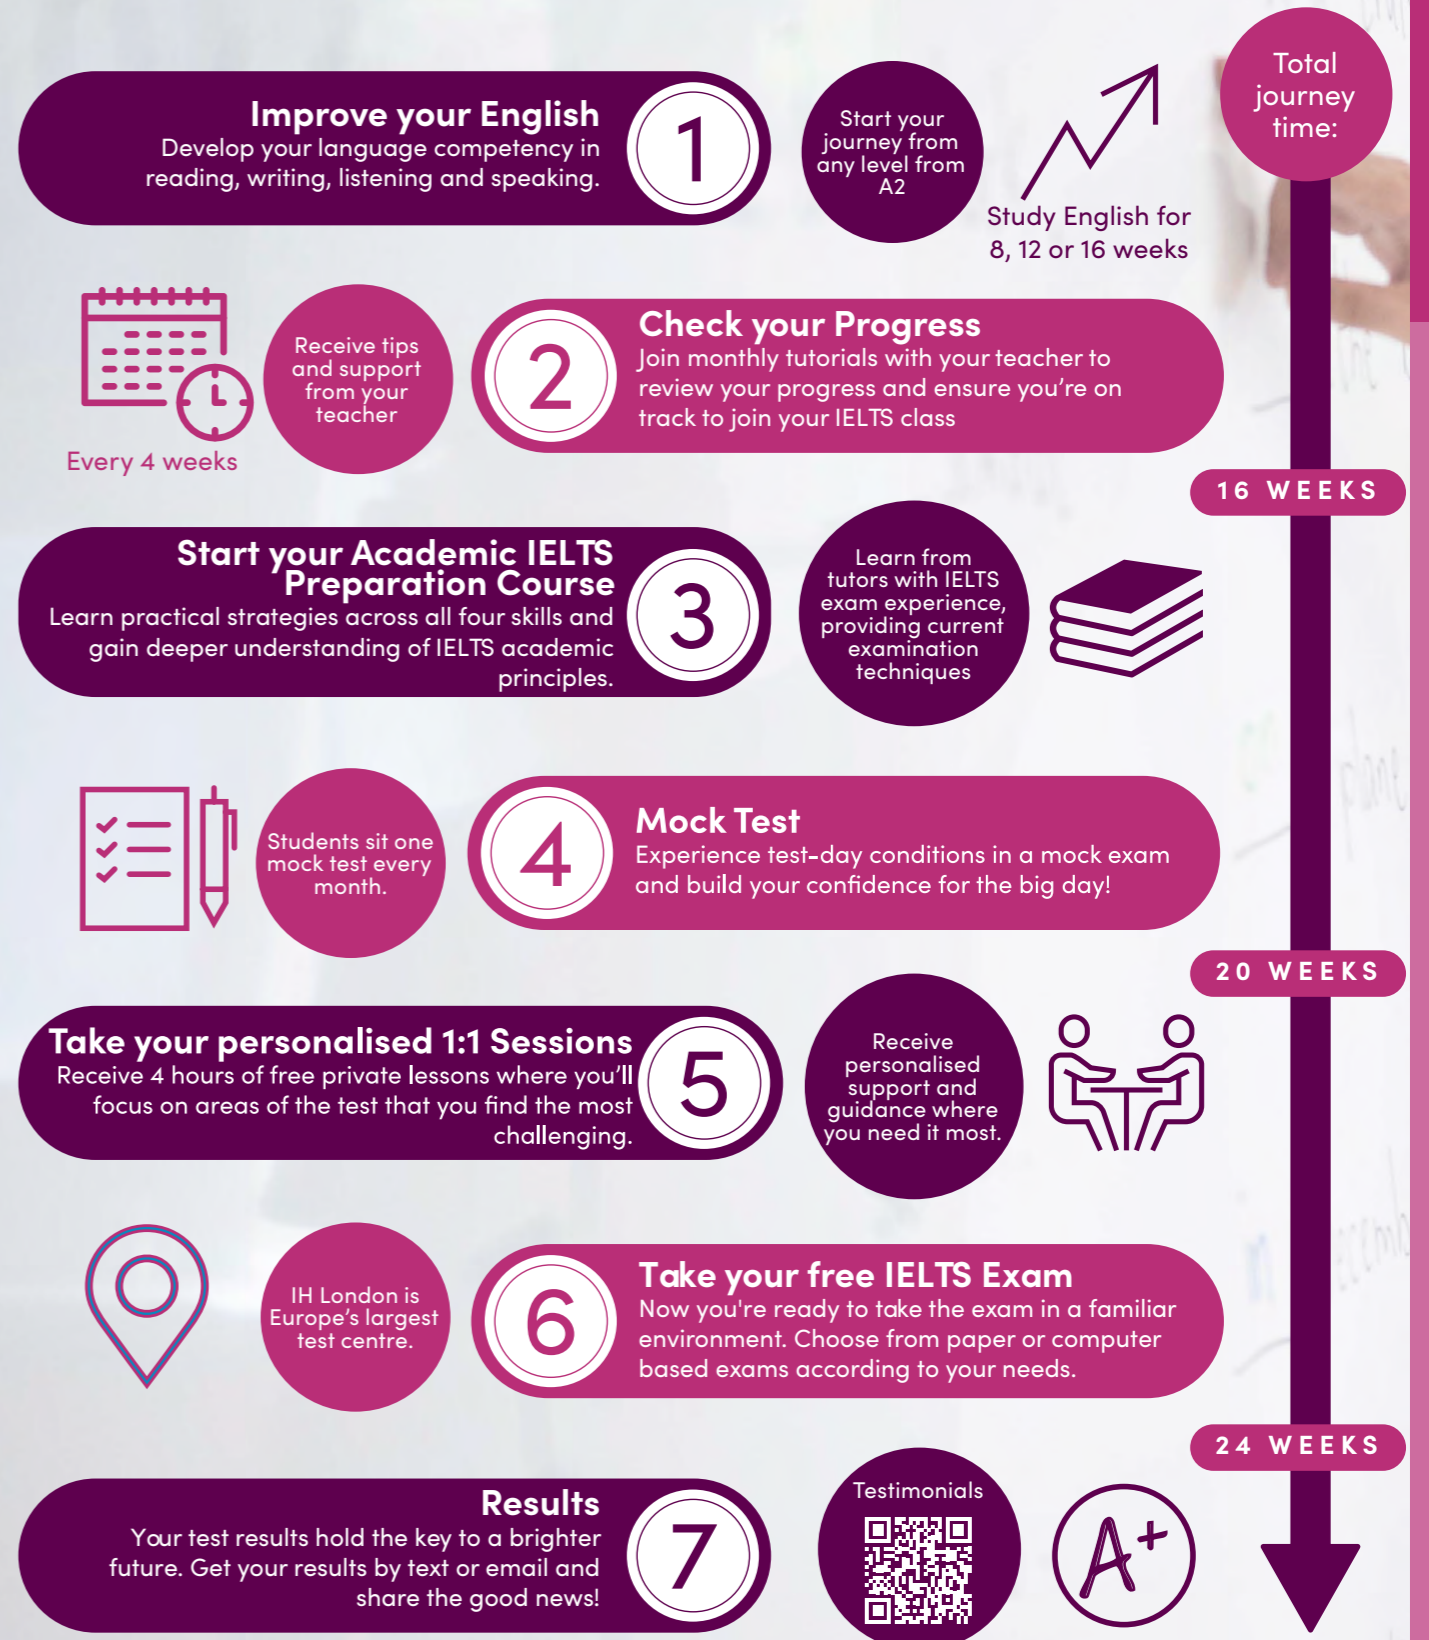 Total
journey
time:
Improve your English
Develop your language competency in
reading, writing, listening and speaking.
1
Start your
journey from
any level from
A2
Study English for
8, 12 or 16 weeks
Every 4 weeks
Receive tips
and support
from your
teacher
2
Check your Progress
Join monthly tutorials with your teacher to
review your progress and ensure you're on
track to join your IELTS class
16 WEEKS
Start your Academic IELTS
Preparation Course
Learn practical strategies across all four skills and
gain deeper understanding of IELTS academic
principles.
3
Learn from
tutors with IELTS
exam experience,
providing current
examination
techniques
Students sit one
mock test every
month.
4
Mock Test
Experience test-day conditions in a mock exam
and build your confidence for the big day!
20 WEEKS
Take your personalised 1:1 Sessions
Receive 4 hours of free private lessons where you'll
focus on areas of the test that you find the most
challenging.
5
Receive
personalised
support and
guidance where
you need it most.
IH London is
Europe's largest
test centre.
6
Take your free IELTS Exam
Now you're ready to take the exam in a familiar
environment. Choose from paper or computer
based exams according to your needs.
24 WEEKS
Results
Your test results hold the key to a brighter
future. Get your results by text or email and
share the good news!
7
Testimonials
A+